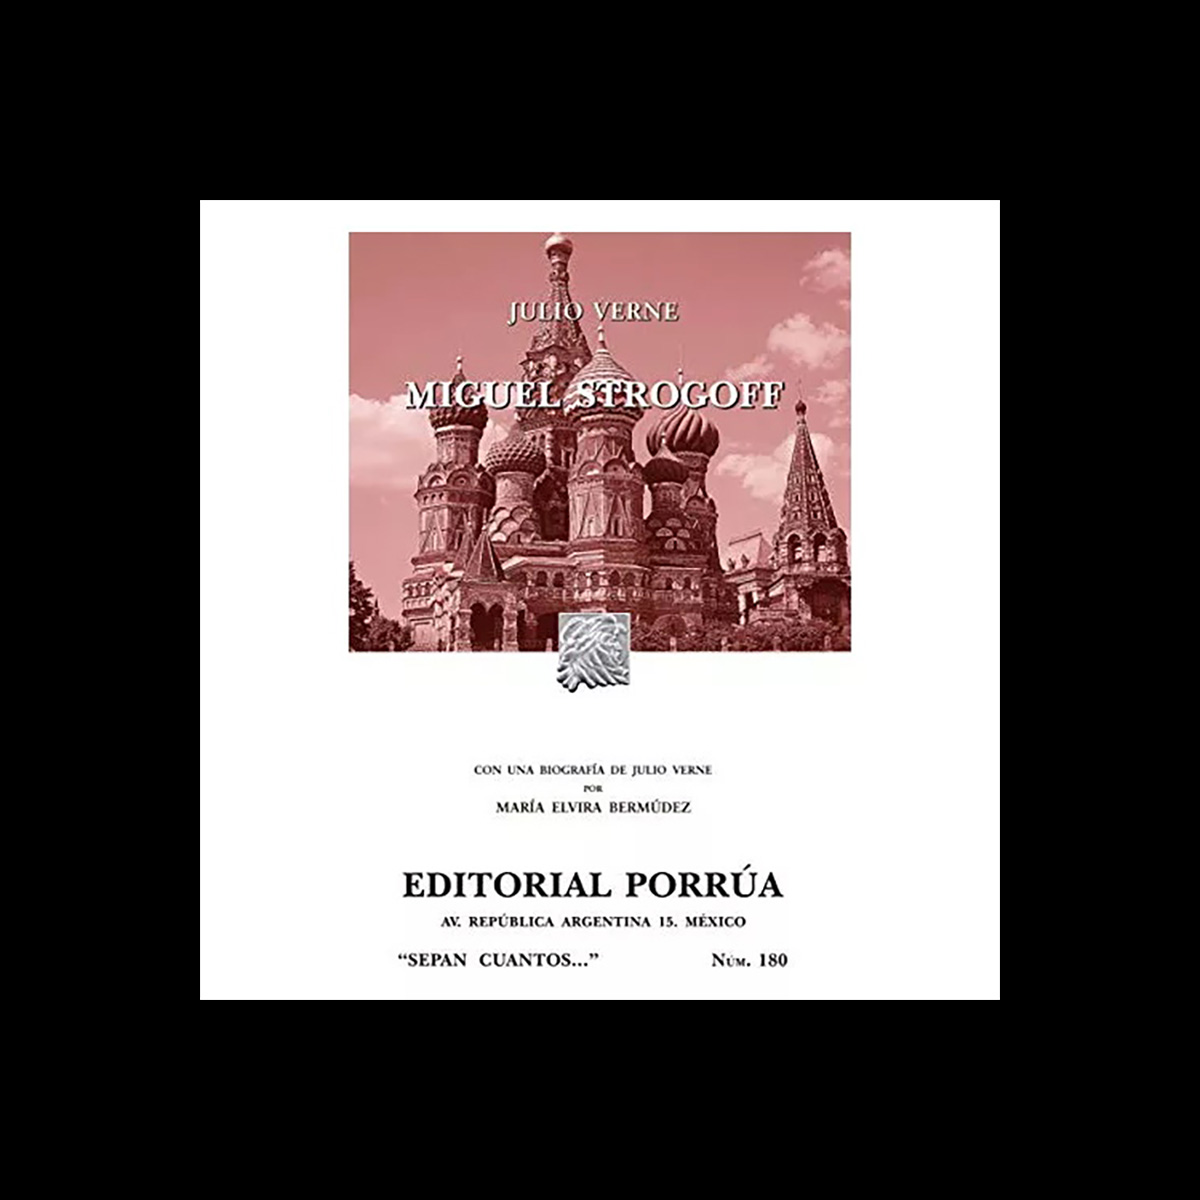 JULIO VERNE
MIGUEL STROGOFF
CON UNA BIOGRAFÍA DE JULIO VERNE
POR
MARÍA ELVIRA BERMÚDEZ
EDITORIAL PORRÚA
AV. REPÚBLICA ARGENTINA 15. MÉXICO
“SEPAN CUANTOS...” NÚM. 180